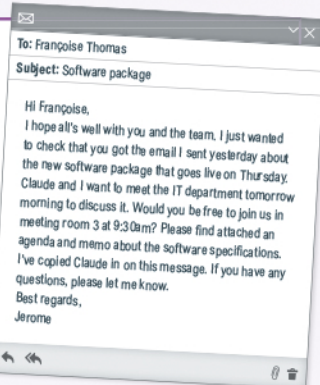 To: Françoise Thomas
Subject: Software package
Hi Françoise,
I hope all's well with you and the team. I just wanted
to check that you got the email I sent yesterday about
the new software package that goes live on Thursday.
Claude and I want to meet the IT department tomorrow
morning to discuss it. Would you be free to join us in
meeting room 3 at 9:30am? Please find attached an
agenda and memo about the software specifications.
I've copied Claude in on this message. If you have any
questions, please let me know.
Best regards,
Jerome